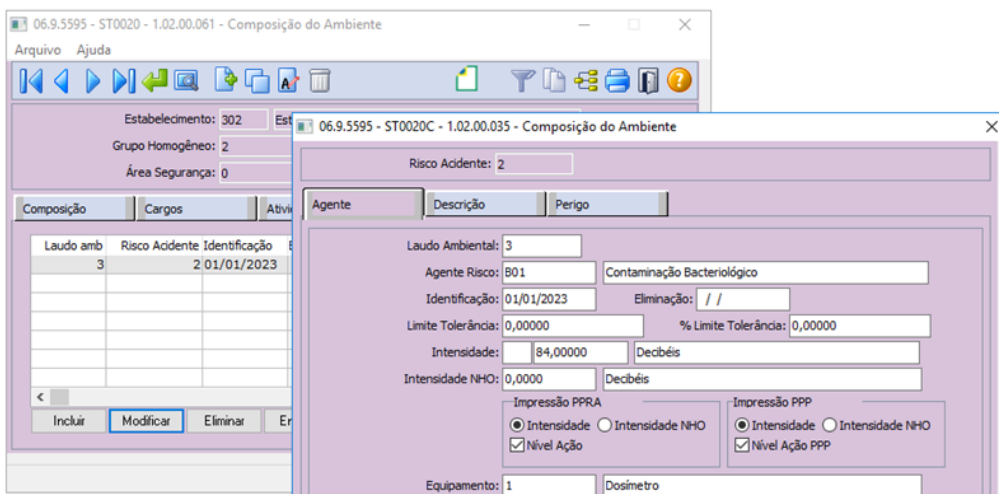 06.9.5595 - ST0020 - 1.02.00.061 - Composição do Ambiente
Arquivo Ajuda
Estabelecimento: 302 Est
Grupo Homogêneo: 2
Área Segurança: 0
Composição Cargos Ativi
Laudo amb Risco Acidente Identificação
3 2 01/01/2023
Incluir Modificar Eliminar
06.9.5595 - ST0020C - 1.02.00.035 - Composição do Ambiente
Risco Acidente: 2
Agente Descrição Perigo
Laudo Ambiental: 3
Agente Risco: B01 Contaminação Bacteriológico
Identificação: 01/01/2023 Eliminação: / /
Limite Tolerância: 0,00000 % Limite Tolerância: 0,00000
Intensidade: 84,00000 Decibéis
Intensidade NHO: 0,0000 Decibéis
Impressão PPRA Impressão PPP
Intensidade Intensidade NHO Intensidade Intensidade NHO
Nível Ação Nível Ação PPP
Equipamento: 1 Dosímetro